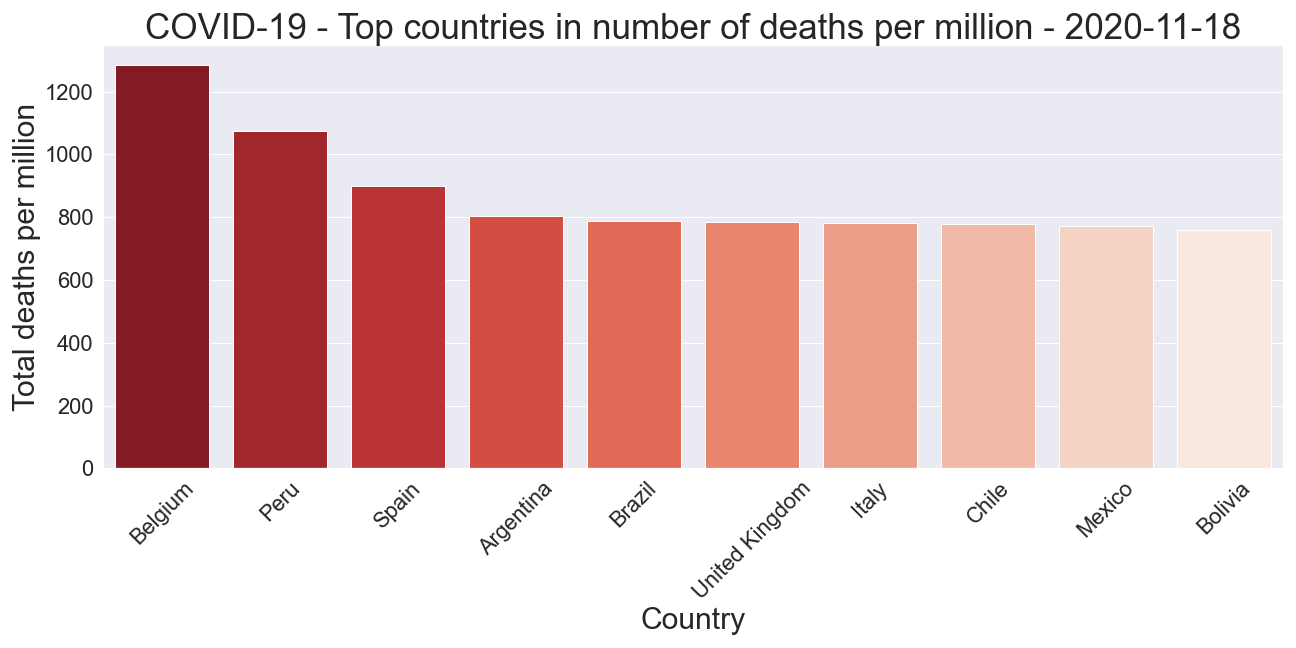 COVID-19 - Top countries in number of deaths per million - 2020-11-18
Total deaths per million
1200
1000
800
600
400
200
0
Belgium
Peru
Spain
Argentina
Brazil
United Kingdom
Italy
Chile
Mexico
Bolivia
Country